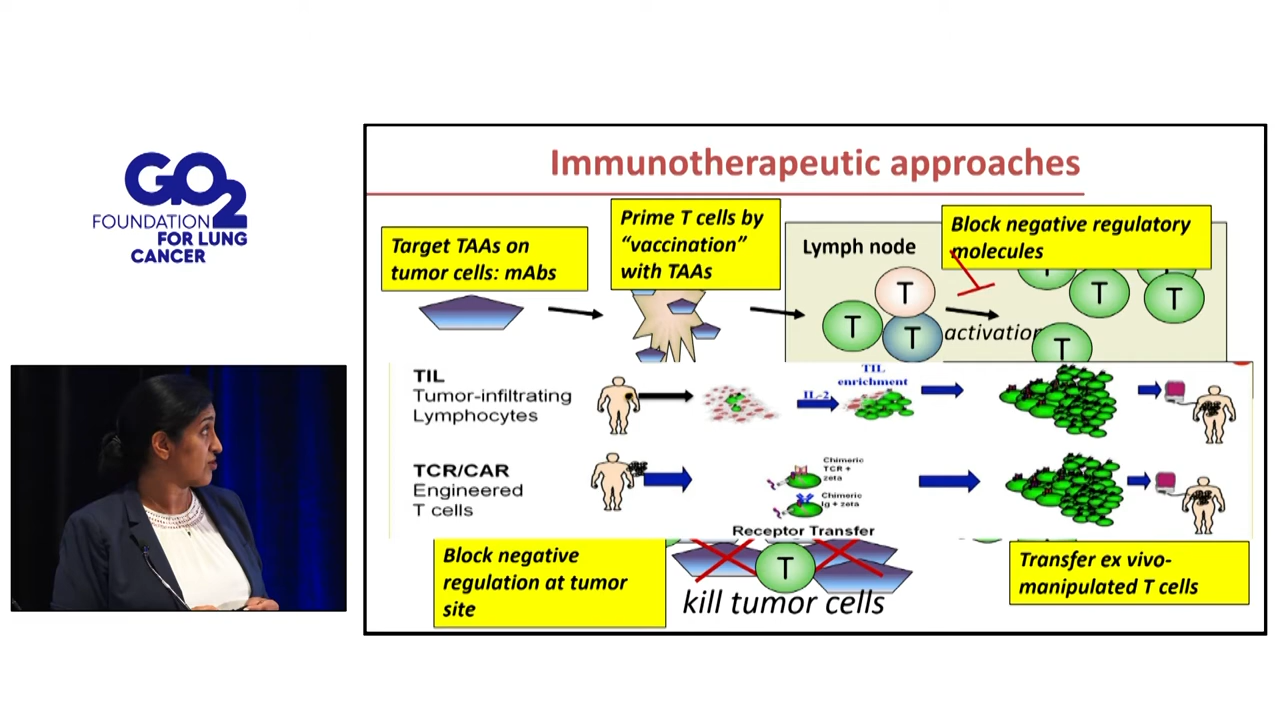 GO2
FOUNDATION
FOR LUNG
CANCER
Immunotherapeutic approaches
Target TAAs on
tumor cells: mAbs
Prime T cells by
“vaccination”
with TAAs
Lymph node
Block negative regulatory
molecules
T
T
T
T
T
T
T
T
activation
TIL
Tumor-infiltrating
Lymphocytes
IL-2
TIL
enrichment
TCR/CAR
Engineered
T cells
Chimeric
TCR +
zeta
Chimeric
Ig + zeta
Receptor Transfer
Block negative
regulation at tumor
site
T
kill tumor cells
Transfer ex vivo-
manipulated T cells